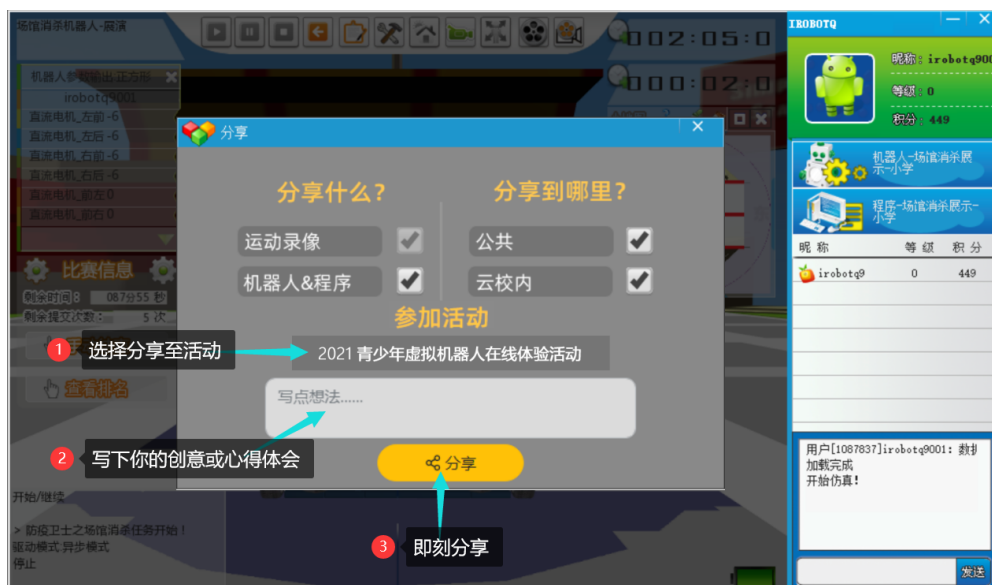 场馆消杀机器人-展演
002:05:0
000:02:0
机器人参数输出 正方形
irobotq9001
直流电机_左前 -6
直流电机_左后 -6
直流电机_右前 -6
直流电机_右后 -6
直流电机_前左 0
直流电机_前右 0
比赛信息
剩余时间： 087分55 秒
剩余提交次数： 5 次
查看排名
开始/继续
> 防疫卫士之场馆消杀任务开始！
驱动模式 异步模式
停止
分享
分享什么？
分享到哪里？
运动录像
公共
机器人&程序
云校内
参加活动
1 选择分享至活动
2021 青少年虚拟机器人在线体验活动
写点想法......
2 写下你的创意或心得体会
分享
3 即刻分享
IROBOTQ
昵称：irobotq900
等级：0
积分：449
机器人-场馆消杀展
示-小学
程序-场馆消杀展示-
小学
昵 称 等 级 积 分
irobotq9 0 449
用户[1087837]irobotq9001：数
加载完成
开始仿真！
发送